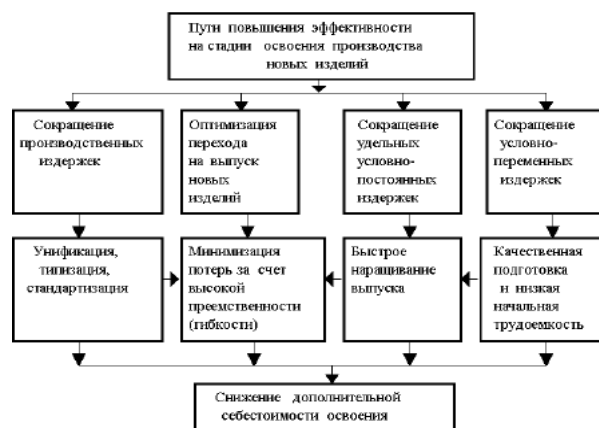 Пути повышения эффективности
на стадии освоения производства
новых изделий
Сокращение
производственных
издержек
Оптимизация
перехода
на выпуск
новых
изделий
Сокращение
удельных
условно-
постоянных
издержек
Сокращение
условно-
переменных
издержек
Унификация,
типизация,
стандартизация
Минимизация
потерь за счет
высокой
преемственности
(гибкости)
Быстрое
наращивание
выпуска
Качественная
подготовка
и низкая
начальная
трудоемкость
Снижение дополнительной
себестоимости освоения